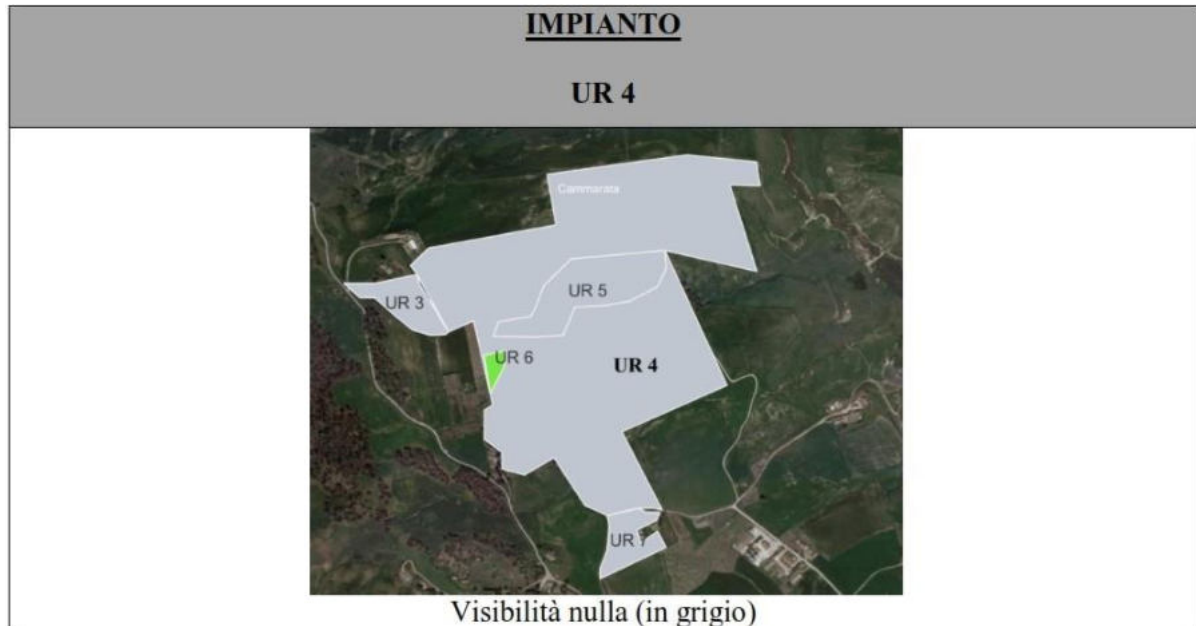 IMPIANTO
UR 4
Cammarata
UR 5
UR 3
UR 6
UR 4
UR 7
Visibilità nulla (in grigio)